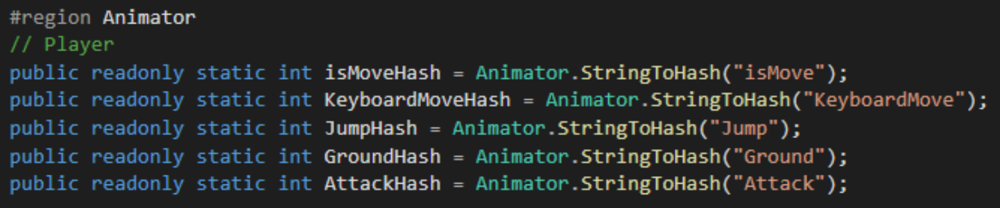 #region Animator
// Player
public readonly static int isMoveHash = Animator.StringToHash("isMove");
public readonly static int KeyboardMoveHash = Animator.StringToHash("KeyboardMove");
public readonly static int JumpHash = Animator.StringToHash("Jump");
public readonly static int GroundHash = Animator.StringToHash("Ground");
public readonly static int AttackHash = Animator.StringToHash("Attack");